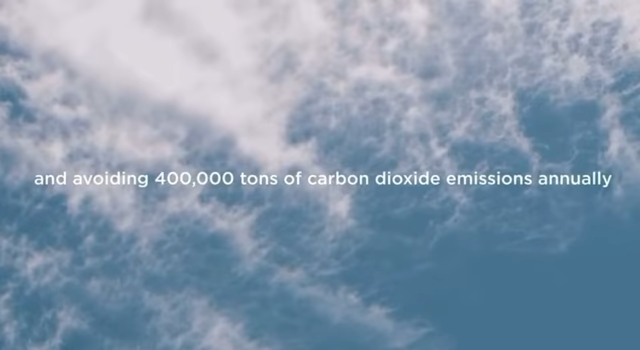 and avoiding 400,000 tons of carbon dioxide emissions annually